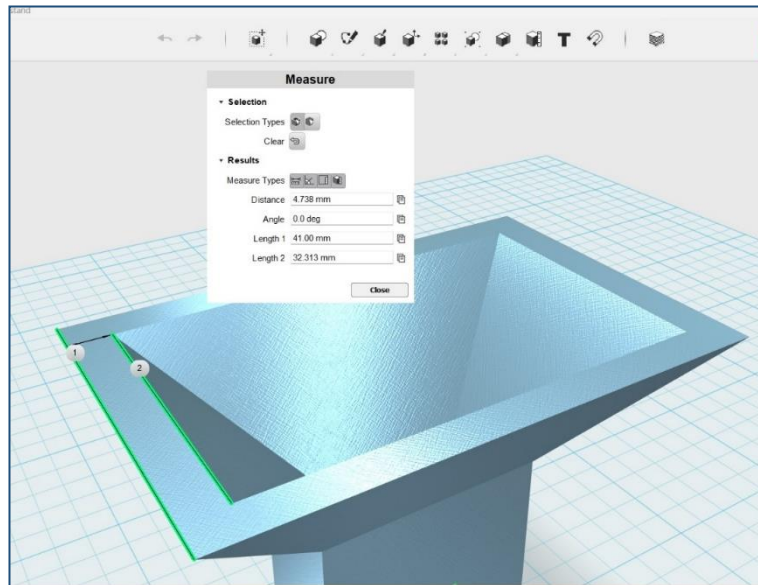 stand
Measure
Selection
Selection Types
Clear
Results
Measure Types
Distance 4.738 mm
Angle 0.0 deg
Length 1 41.00 mm
Length 2 32.313 mm
Close
1
2
T